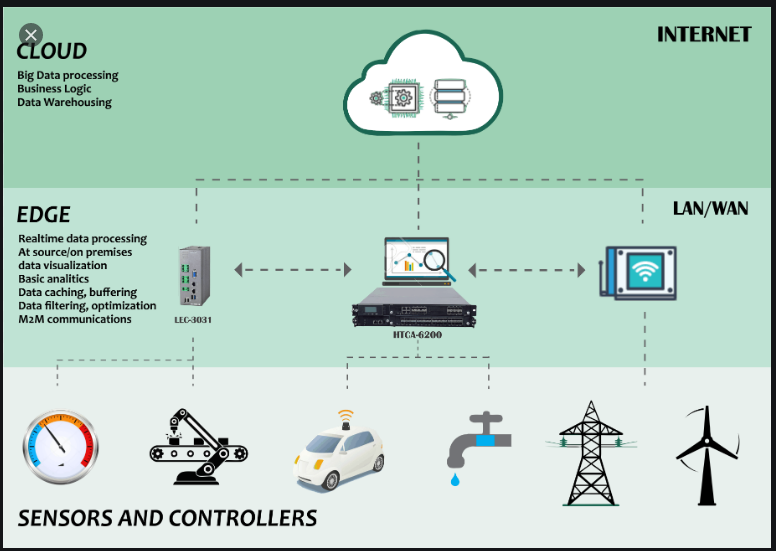 CLOUD
INTERNET
Big Data processing
Business Logic
Data Warehousing
EDGE
LAN/WAN
Realtime data processing
At source/on premises
data visualization
Basic analitics
Data caching, buffering
Data filtering, optimization
M2M communications
LEC-3031
HTCA-6200
SENSORS AND CONTROLLERS